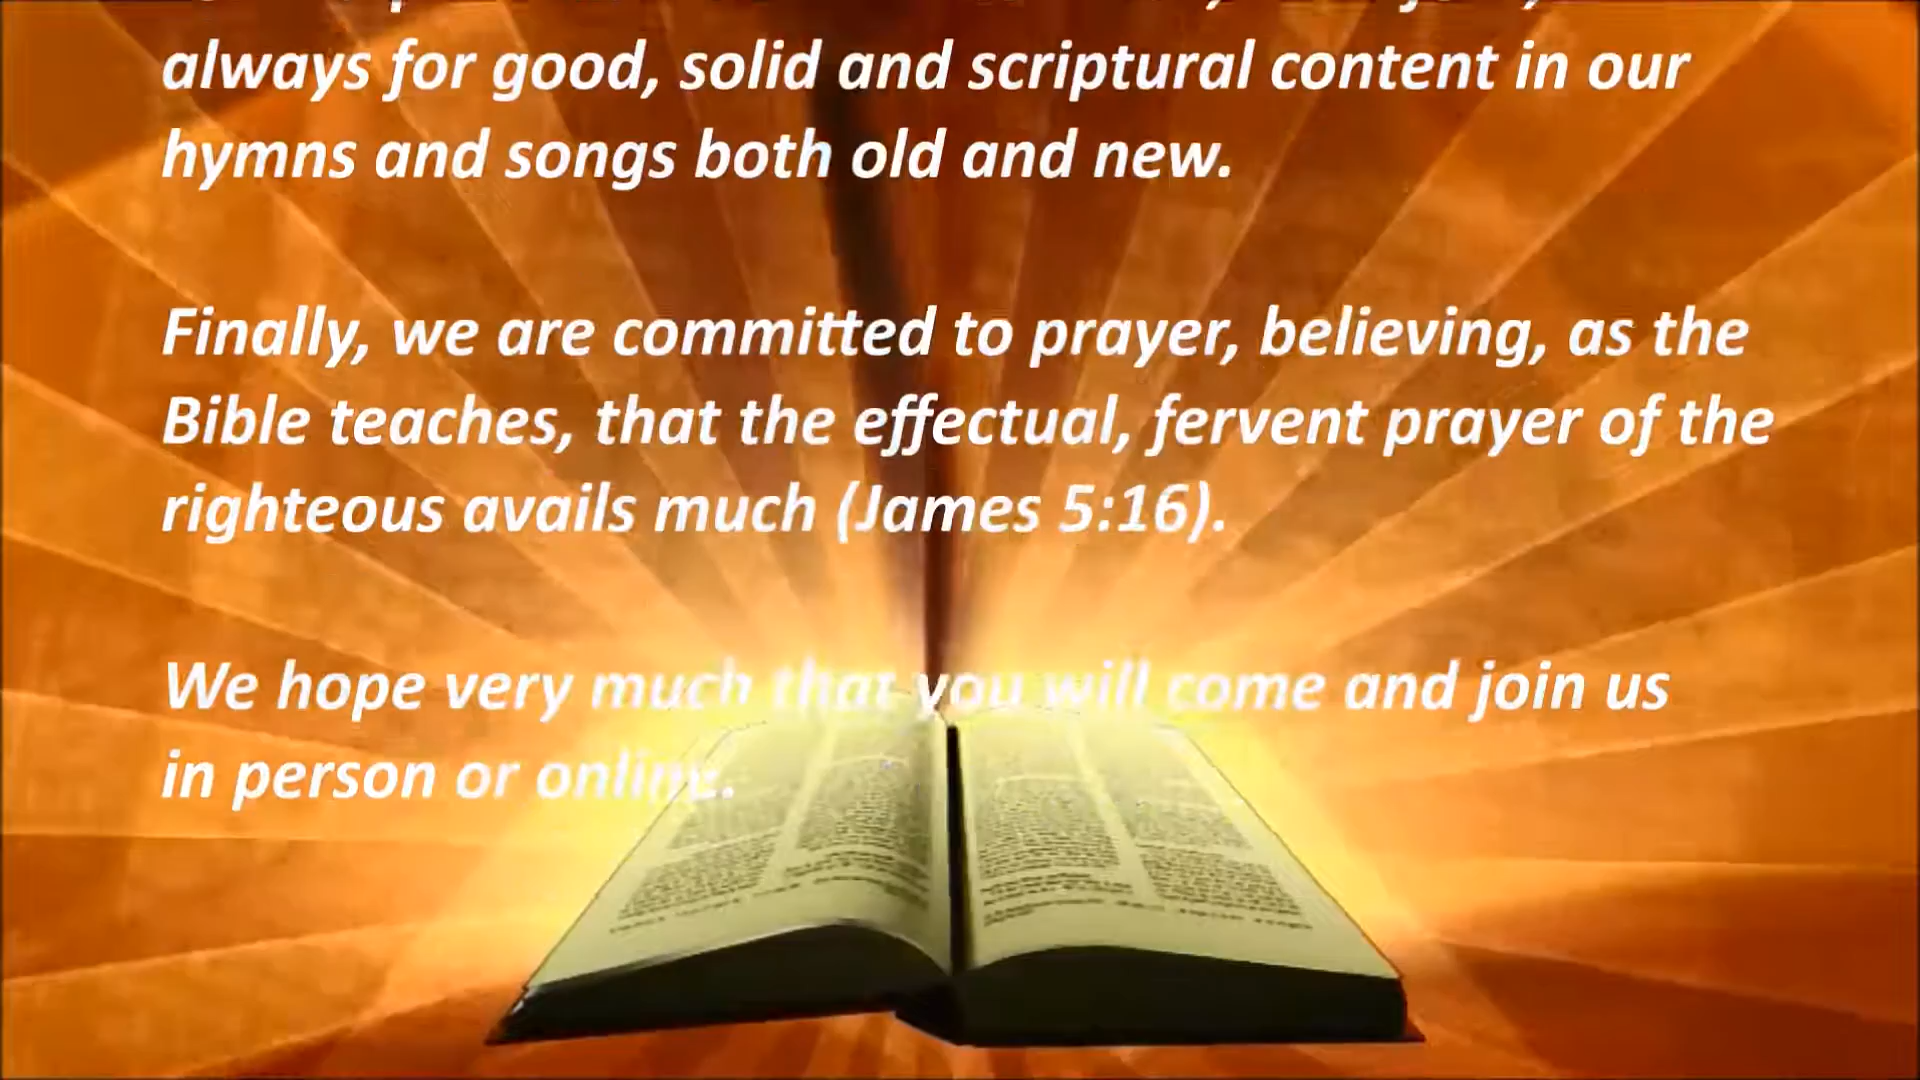 always for good, solid and scriptural content in our
hymns and songs both old and new.
Finally, we are committed to prayer, believing, as the
Bible teaches, that the effectual, fervent prayer of the
righteous avails much (James 5:16).
We hope very much that you will come and join us
in person or online.